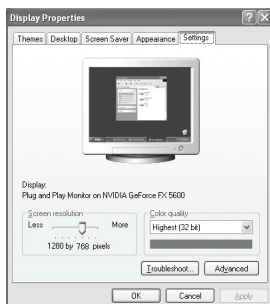 Display Properties
Themes Desktop Screen Saver Appearance Settings
Display:
Plug and Play Monitor on NVIDIA GeForce FX 5600
Screen resolution
Less More
1280 by 768 pixels
Color quality
Highest (32 bit)
Troubleshoot... Advanced
OK Cancel Apply